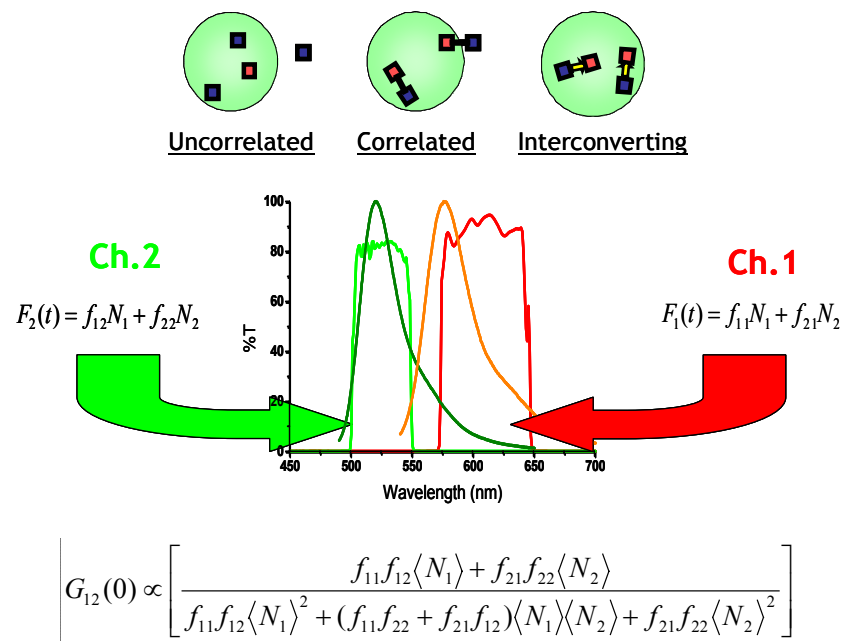 Uncorrelated Correlated Interconverting
Ch.2
F₂(t) = f₁₂N₁ + f₂₂N₂
Ch.1
F₁(t) = f₁₁N₁ + f₂₁N₂
%T
100
80
60
40
20
0
450 500 550 600 650 700
Wavelength (nm)
G₁₂(0) ∝ [ (f₁₁f₁₂⟨N₁⟩ + f₂₁f₂₂⟨N₂⟩) / (f₁₁f₁₂⟨N₁⟩² + (f₁₁f₂₂ + f₂₁f₁₂)⟨N₁⟩⟨N₂⟩ + f₂₁f₂₂⟨N₂⟩²) ]